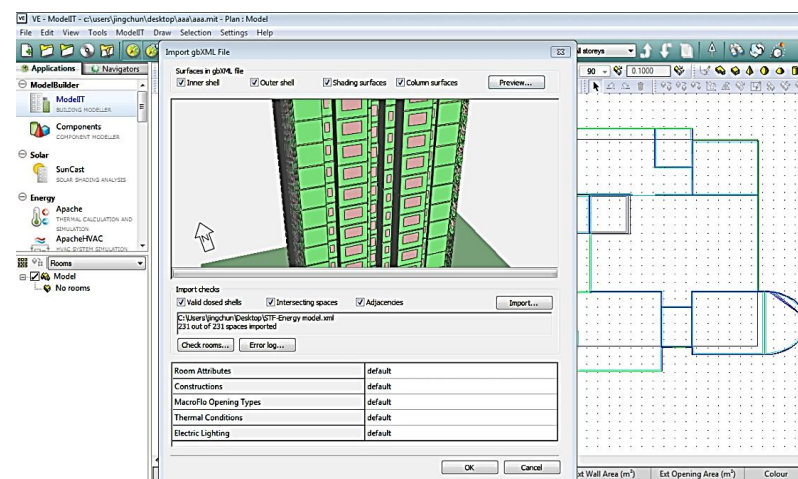 VE - ModelIT - c:\users\jingchun\desktop\aaa\aaa.mit - Plan : Model
File Edit View Tools ModelIT Draw Selection Settings Help
Applications Navigators
ModelBuilder
ModelIT
BUILDING MODELLER
Components
COMPONENT MODELLER
Solar
SunCast
SOLAR SHADING ANALYSIS
Energy
Apache
THERMAL CALCULATION AND
SIMULATION
ApacheHVAC
HVAC SYSTEM SIMULATION
Rooms
Model
No rooms
Import gbXML File
Surfaces in gbXML file
Inner shell Outer shell Shading surfaces Column surfaces Preview...
N
Import checks
Valid closed shells Intersecting spaces Adjacencies Import...
C:\Users\jingchun\Desktop\STF-Energy model.xml
231 out of 231 spaces imported
Check rooms... Error log...
Room Attributes default
Constructions default
MacroFlo Opening Types default
Thermal Conditions default
Electric Lighting default
OK Cancel
storeys
90 0.1000
xt Wall Area (m²) Ext Opening Area (m²) Colour